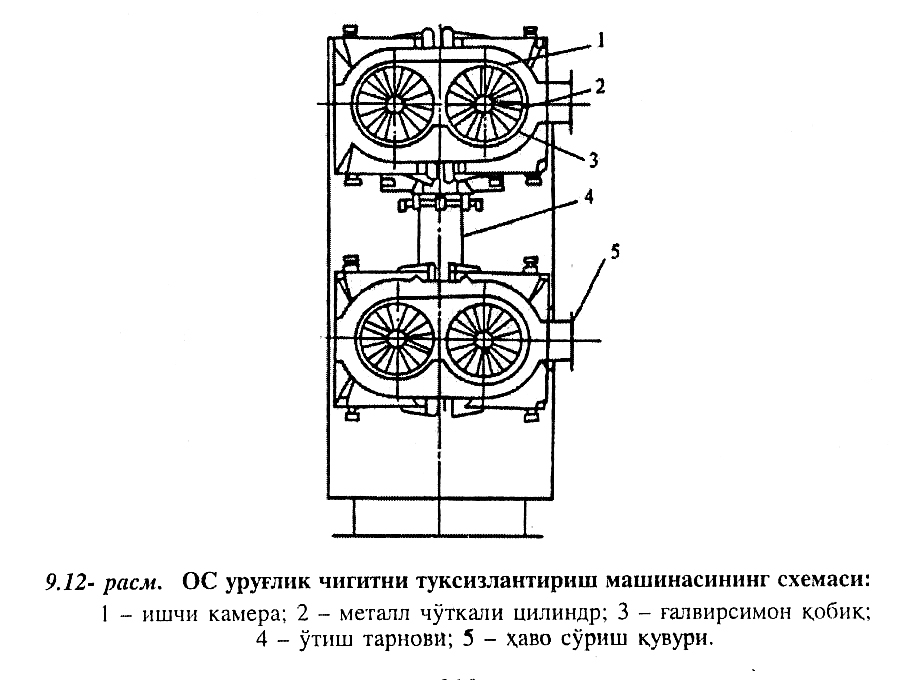 1
2
3
4
5
9.12- расм. ОС уруғлик чигитни туксизлантириш машинасининг схемаси:
1 – ишчи камера; 2 – металл чўткали цилиндр; 3 – ғалвирсимон қобиқ;
4 – ўтиш тарнови; 5 – ҳаво сўриш қувури.